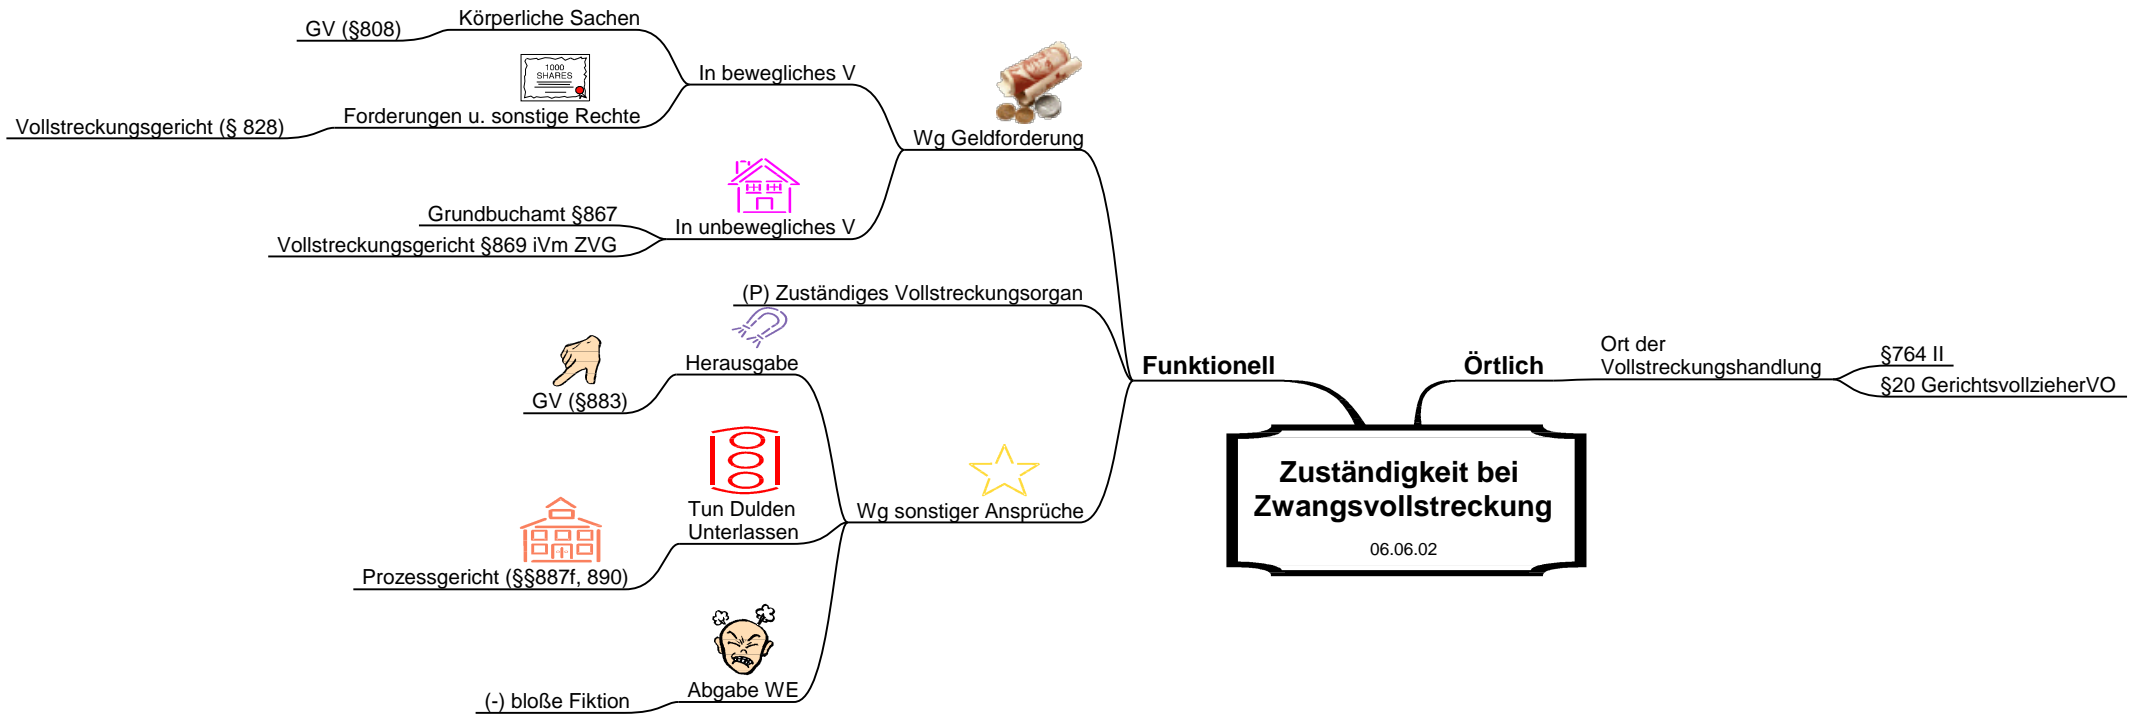 Zuständigkeit bei
Zwangsvollstreckung
06.06.02
Örtlich
Ort der
Vollstreckungshandlung
§764 II
§20 GerichtsvollzieherVO
Funktionell
Wg Geldforderung
In bewegliches V
Körperliche Sachen
GV (§808)
1000
SHARES
Forderungen u. sonstige Rechte
Vollstreckungsgericht (§ 828)
In unbewegliches V
Grundbuchamt §867
Vollstreckungsgericht §869 iVm ZVG
(P) Zuständiges Vollstreckungsorgan
Wg sonstiger Ansprüche
Herausgabe
GV (§883)
Tun Dulden
Unterlassen
Prozessgericht (§§887f, 890)
Abgabe WE
(-) bloße Fiktion